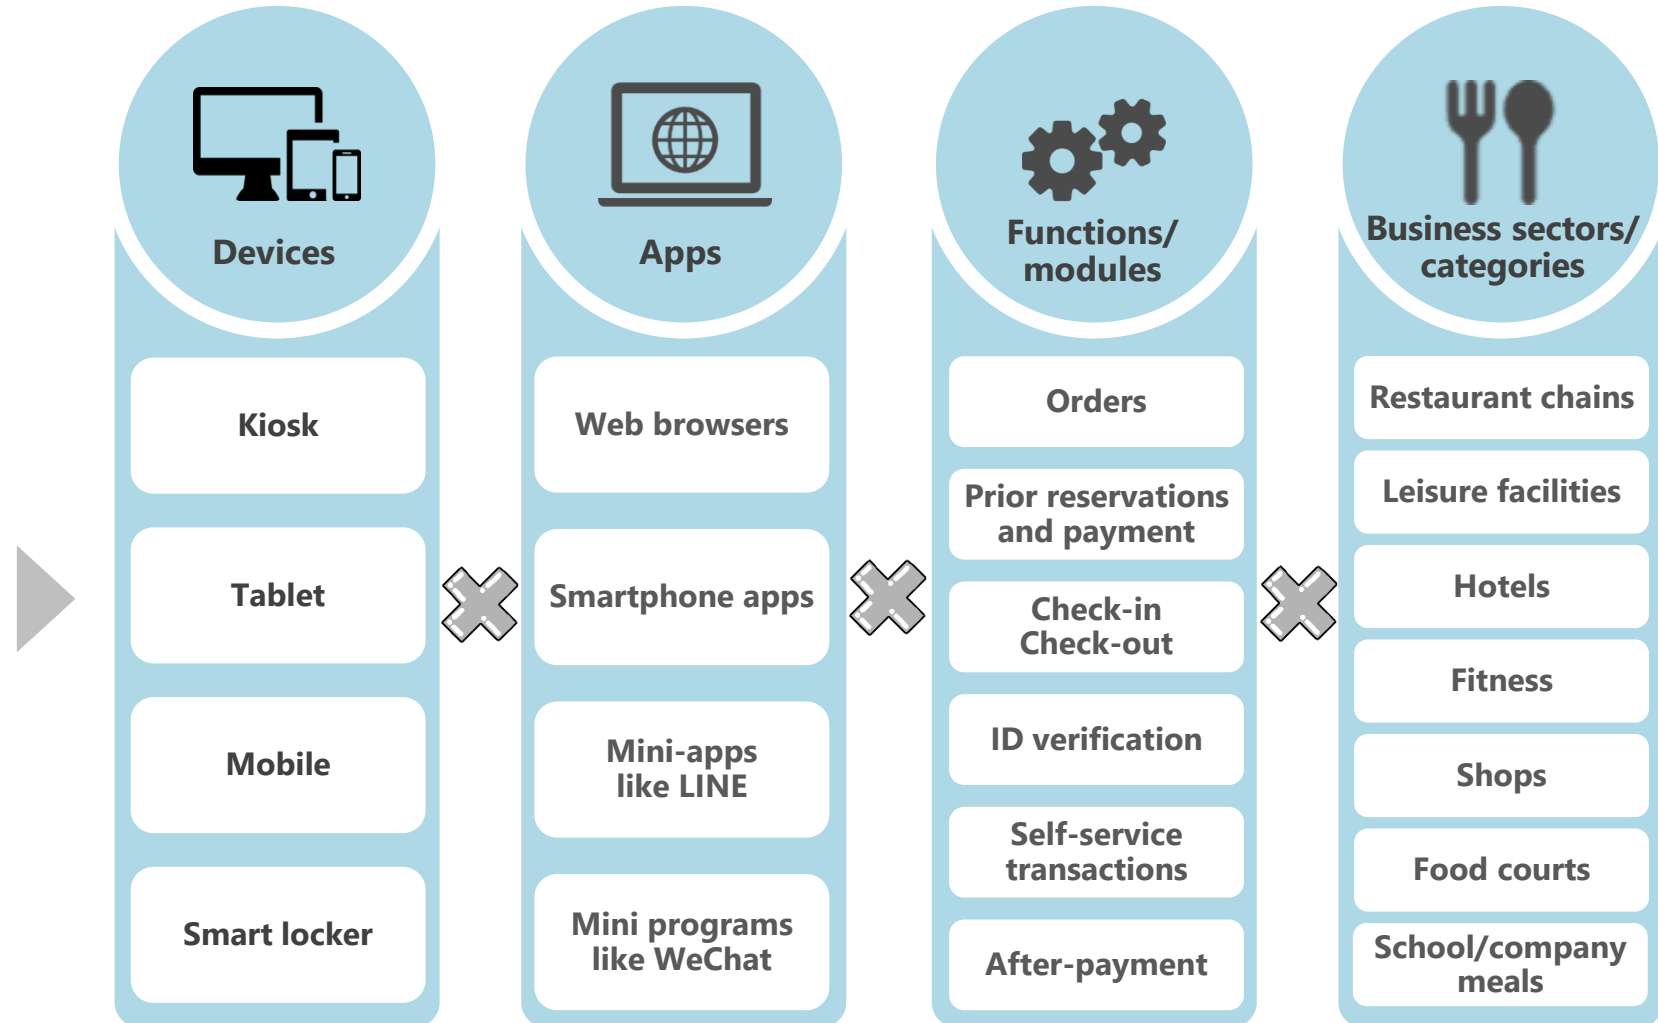 Devices
Kiosk
Tablet
Mobile
Smart locker
Apps
Web browsers
Smartphone apps
Mini-apps
like LINE
Mini programs
like WeChat
Functions/
modules
Orders
Prior reservations
and payment
Check-in
Check-out
ID verification
Self-service
transactions
After-payment
Business sectors/
categories
Restaurant chains
Leisure facilities
Hotels
Fitness
Shops
Food courts
School/company
meals